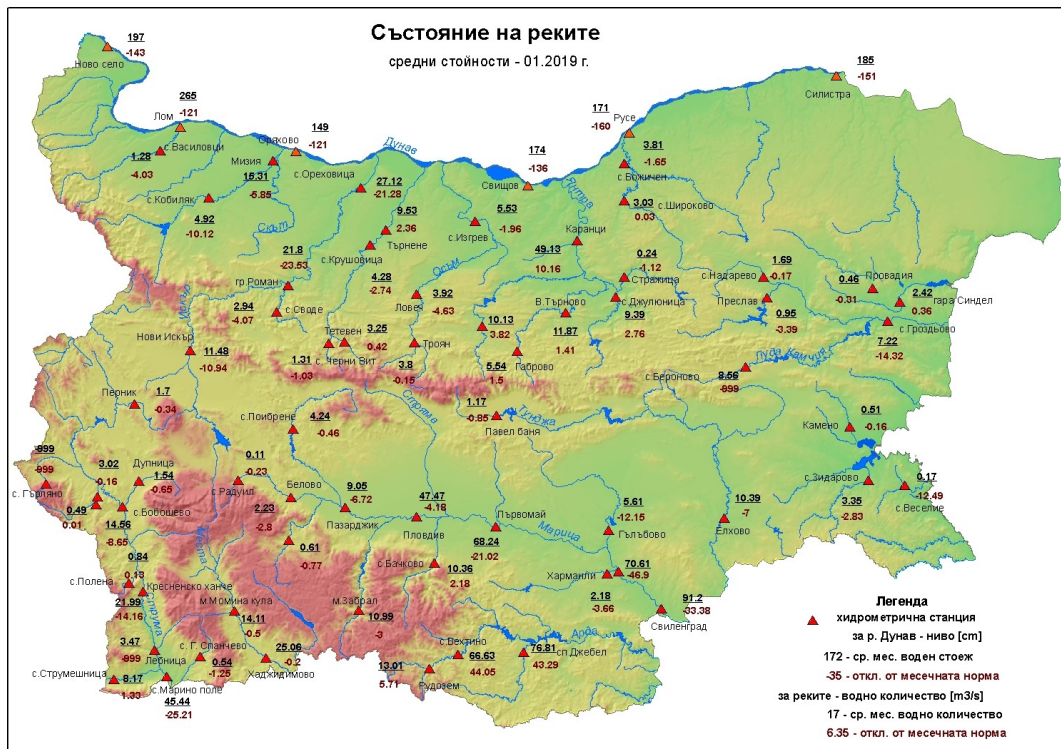 Състояние на реките
средни стойности - 01.2019 г.
197
-143
Ново село
185
-151
Силистра
265
-121
Лом
171
-160
Русе
149
-121
Оряхово
Дунав
174
-136
Свищов
с.Василовци
1.28
-4.03
Мизия
16.31
-5.85
с.Ореховица
27.12
-21.28
3.81
-1.65
с.Божичен
Янтра
с.Кобиляк
4.92
-10.12
Скът
9.53
2.36
Търнене
5.53
-1.96
с.Изгрев
3.03
0.03
с.Широково
Каранци
49.13
10.16
21.8
-23.53
с.Крушовица
гр.Роман
4.28
-2.74
Осъм
0.24
-1.12
Стражица
1.69
-0.17
с.Надарево
0.46
-0.31
Провадия
2.42
0.36
гара Синдел
2.94
-4.07
с.Своде
3.92
-4.63
Ловеч
В.Търново
с.Джулюница
9.39
2.76
Преслав
0.95
-3.39
с.Гроздьово
7.22
-14.32
Искър
Нови Искър
11.48
-10.94
Тетевен
3.25
0.42
1.31
-1.03
с. Черни Вит
10.13
3.82
Троян
3.8
-0.15
11.87
1.41
5.54
1.5
Габрово
Луда Камчия
с.Бероново
8.56
-999
Перник
1.7
-0.34
с.Поибрене
4.24
-0.46
Стряма
1.17
-0.85
Павел баня
Тунджа
0.51
-0.16
Камено
-999
-999
с. Гърляно
3.02
-0.16
Дупница
1.54
-0.65
0.11
-0.23
с.Радуил
Белово
2.23
-2.8
9.05
-6.72
Пазарджик
47.47
-4.18
Пловдив
Първомай
68.24
-21.02
Марица
5.61
-12.15
Гълъбово
10.39
-7
Елхово
с.Зидарово
3.35
-2.83
0.17
-12.49
с.Веселие
0.49
0.01
с.Бобошево
14.56
-8.65
0.61
-0.77
с.Бачково
10.36
2.18
Харманли
2.18
-3.66
70.61
-46.9
91.2
-33.38
Свиленград
0.84
0.13
с.Полена
Кресненско ханче
21.99
-14.16
Струма
Места
м.Момина кула
14.11
-0.5
м.Забрал
10.99
-3
3.47
-999
Лебница
с. Г. Спанчево
0.54
-1.25
25.06
-0.2
Хаджидимово
с.Струмешница
8.17
1.33
с.Марино поле
45.44
-25.21
с.Вехтино
66.63
44.05
13.01
5.71
Рудозем
76.81
43.29
сп.Джебел
Арда
Легенда
хидрометрична станция
за р. Дунав - ниво [cm]
172 - ср. мес. воден стоеж
-35 - откл. от месечната норма
за реките - водно количество [m3/s]
17 - ср. мес. водно количество
6.35 - откл. от месечната норма